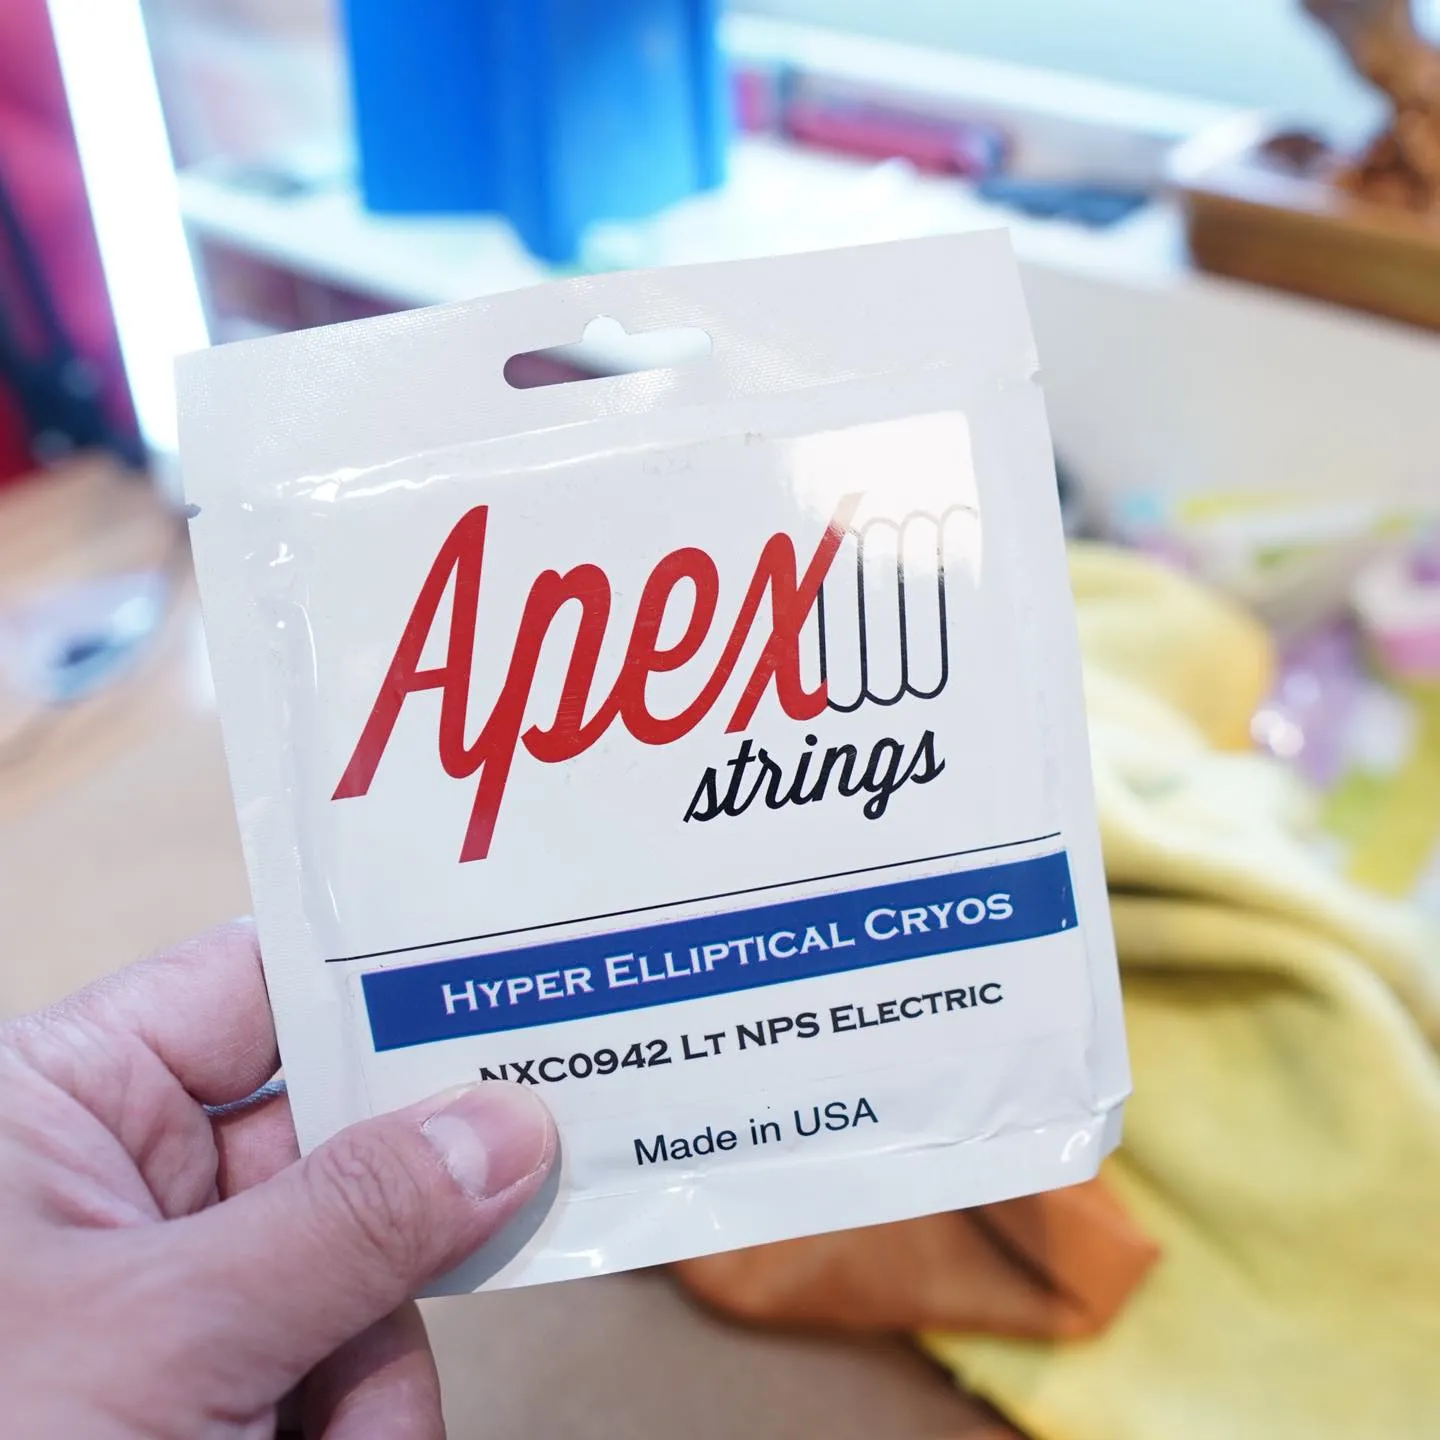 Apex
strings
HYPER ELLIPTICAL CRYOS
NXC0942 LT NPS ELECTRIC
Made in USA